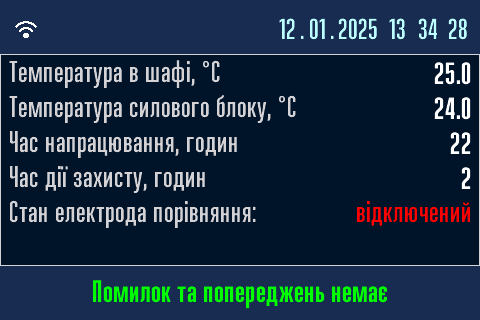 12.01.2025 13 34 28
Температура в шафі, °C 25.0
Температура силового блоку, °C 24.0
Час напрацювання, годин 22
Час дії захисту, годин 2
Стан електрода порівняння: відключений
Помилок та попереджень немає